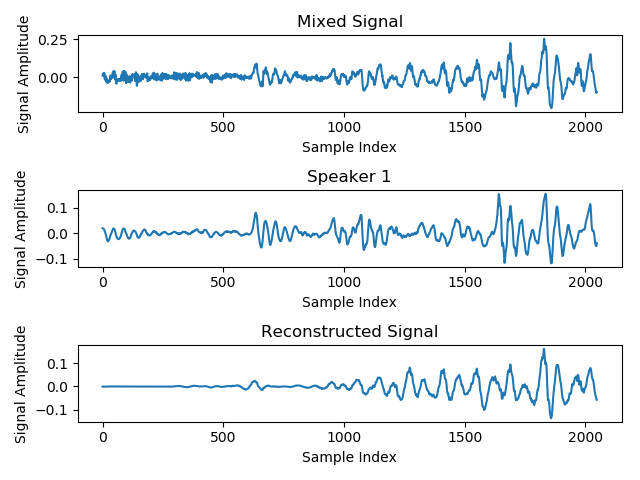 Mixed Signal
Signal Amplitude
0.25
0.00
0 500 1000 1500 2000
Sample Index
Speaker 1
Signal Amplitude
0.1
0.0
−0.1
0 500 1000 1500 2000
Sample Index
Reconstructed Signal
Signal Amplitude
0.1
0.0
−0.1
0 500 1000 1500 2000
Sample Index